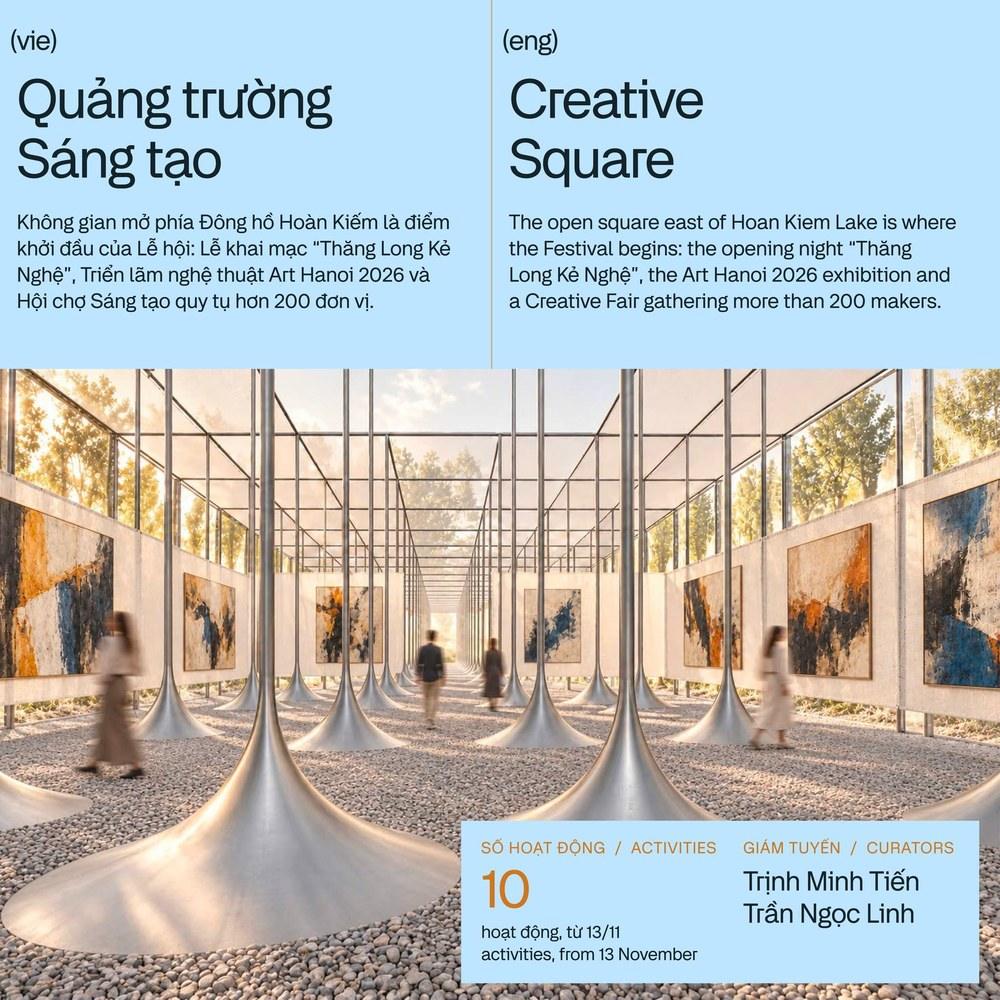 (vie)
Quảng trường
Sáng tạo
Không gian mở phía Đông hồ Hoàn Kiếm là điểm
khởi đầu của Lễ hội: Lễ khai mạc “Thăng Long Kẻ
Nghệ”, Triển lãm nghệ thuật Art Hanoi 2026 và
Hội chợ Sáng tạo quy tụ hơn 200 đơn vị.
(eng)
Creative
Square
The open square east of Hoan Kiem Lake is where
the Festival begins: the opening night “Thăng
Long Kẻ Nghệ”, the Art Hanoi 2026 exhibition and
a Creative Fair gathering more than 200 makers.
SỐ HOẠT ĐỘNG / ACTIVITIES
10
hoạt động, từ 13/11
activities, from 13 November
GIÁM TUYỂN / CURATORS
Trịnh Minh Tiến
Trần Ngọc Linh